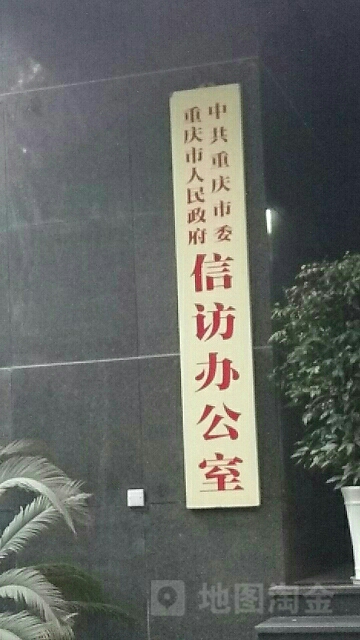 中共重庆市委
重庆市人民政府
信访办公室
地图淘金